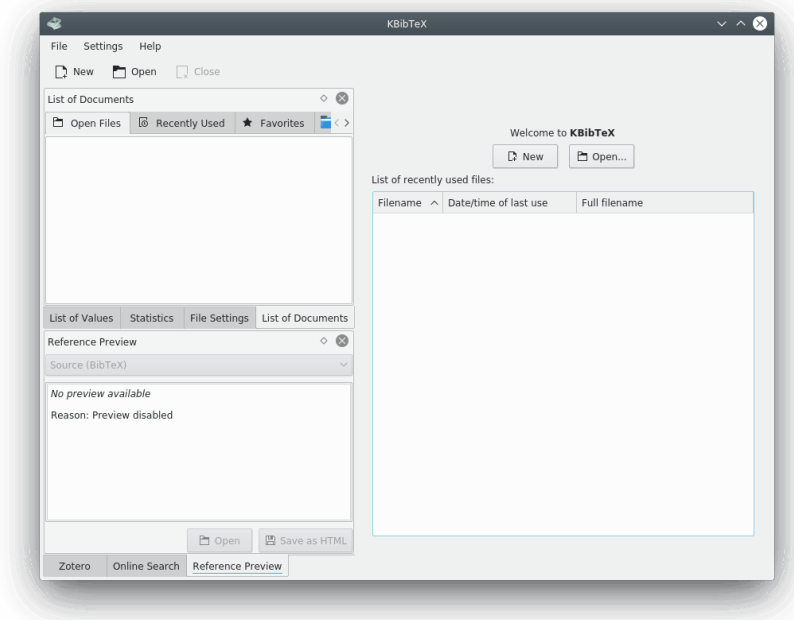 KBibTeX
File Settings Help
New Open Close
List of Documents
Open Files Recently Used Favorites
Welcome to KBibTeX
New Open...
List of recently used files:
Filename Date/time of last use Full filename
List of Values Statistics File Settings List of Documents
Reference Preview
Source (BibTeX)
No preview available
Reason: Preview disabled
Open Save as HTML
Zotero Online Search Reference Preview